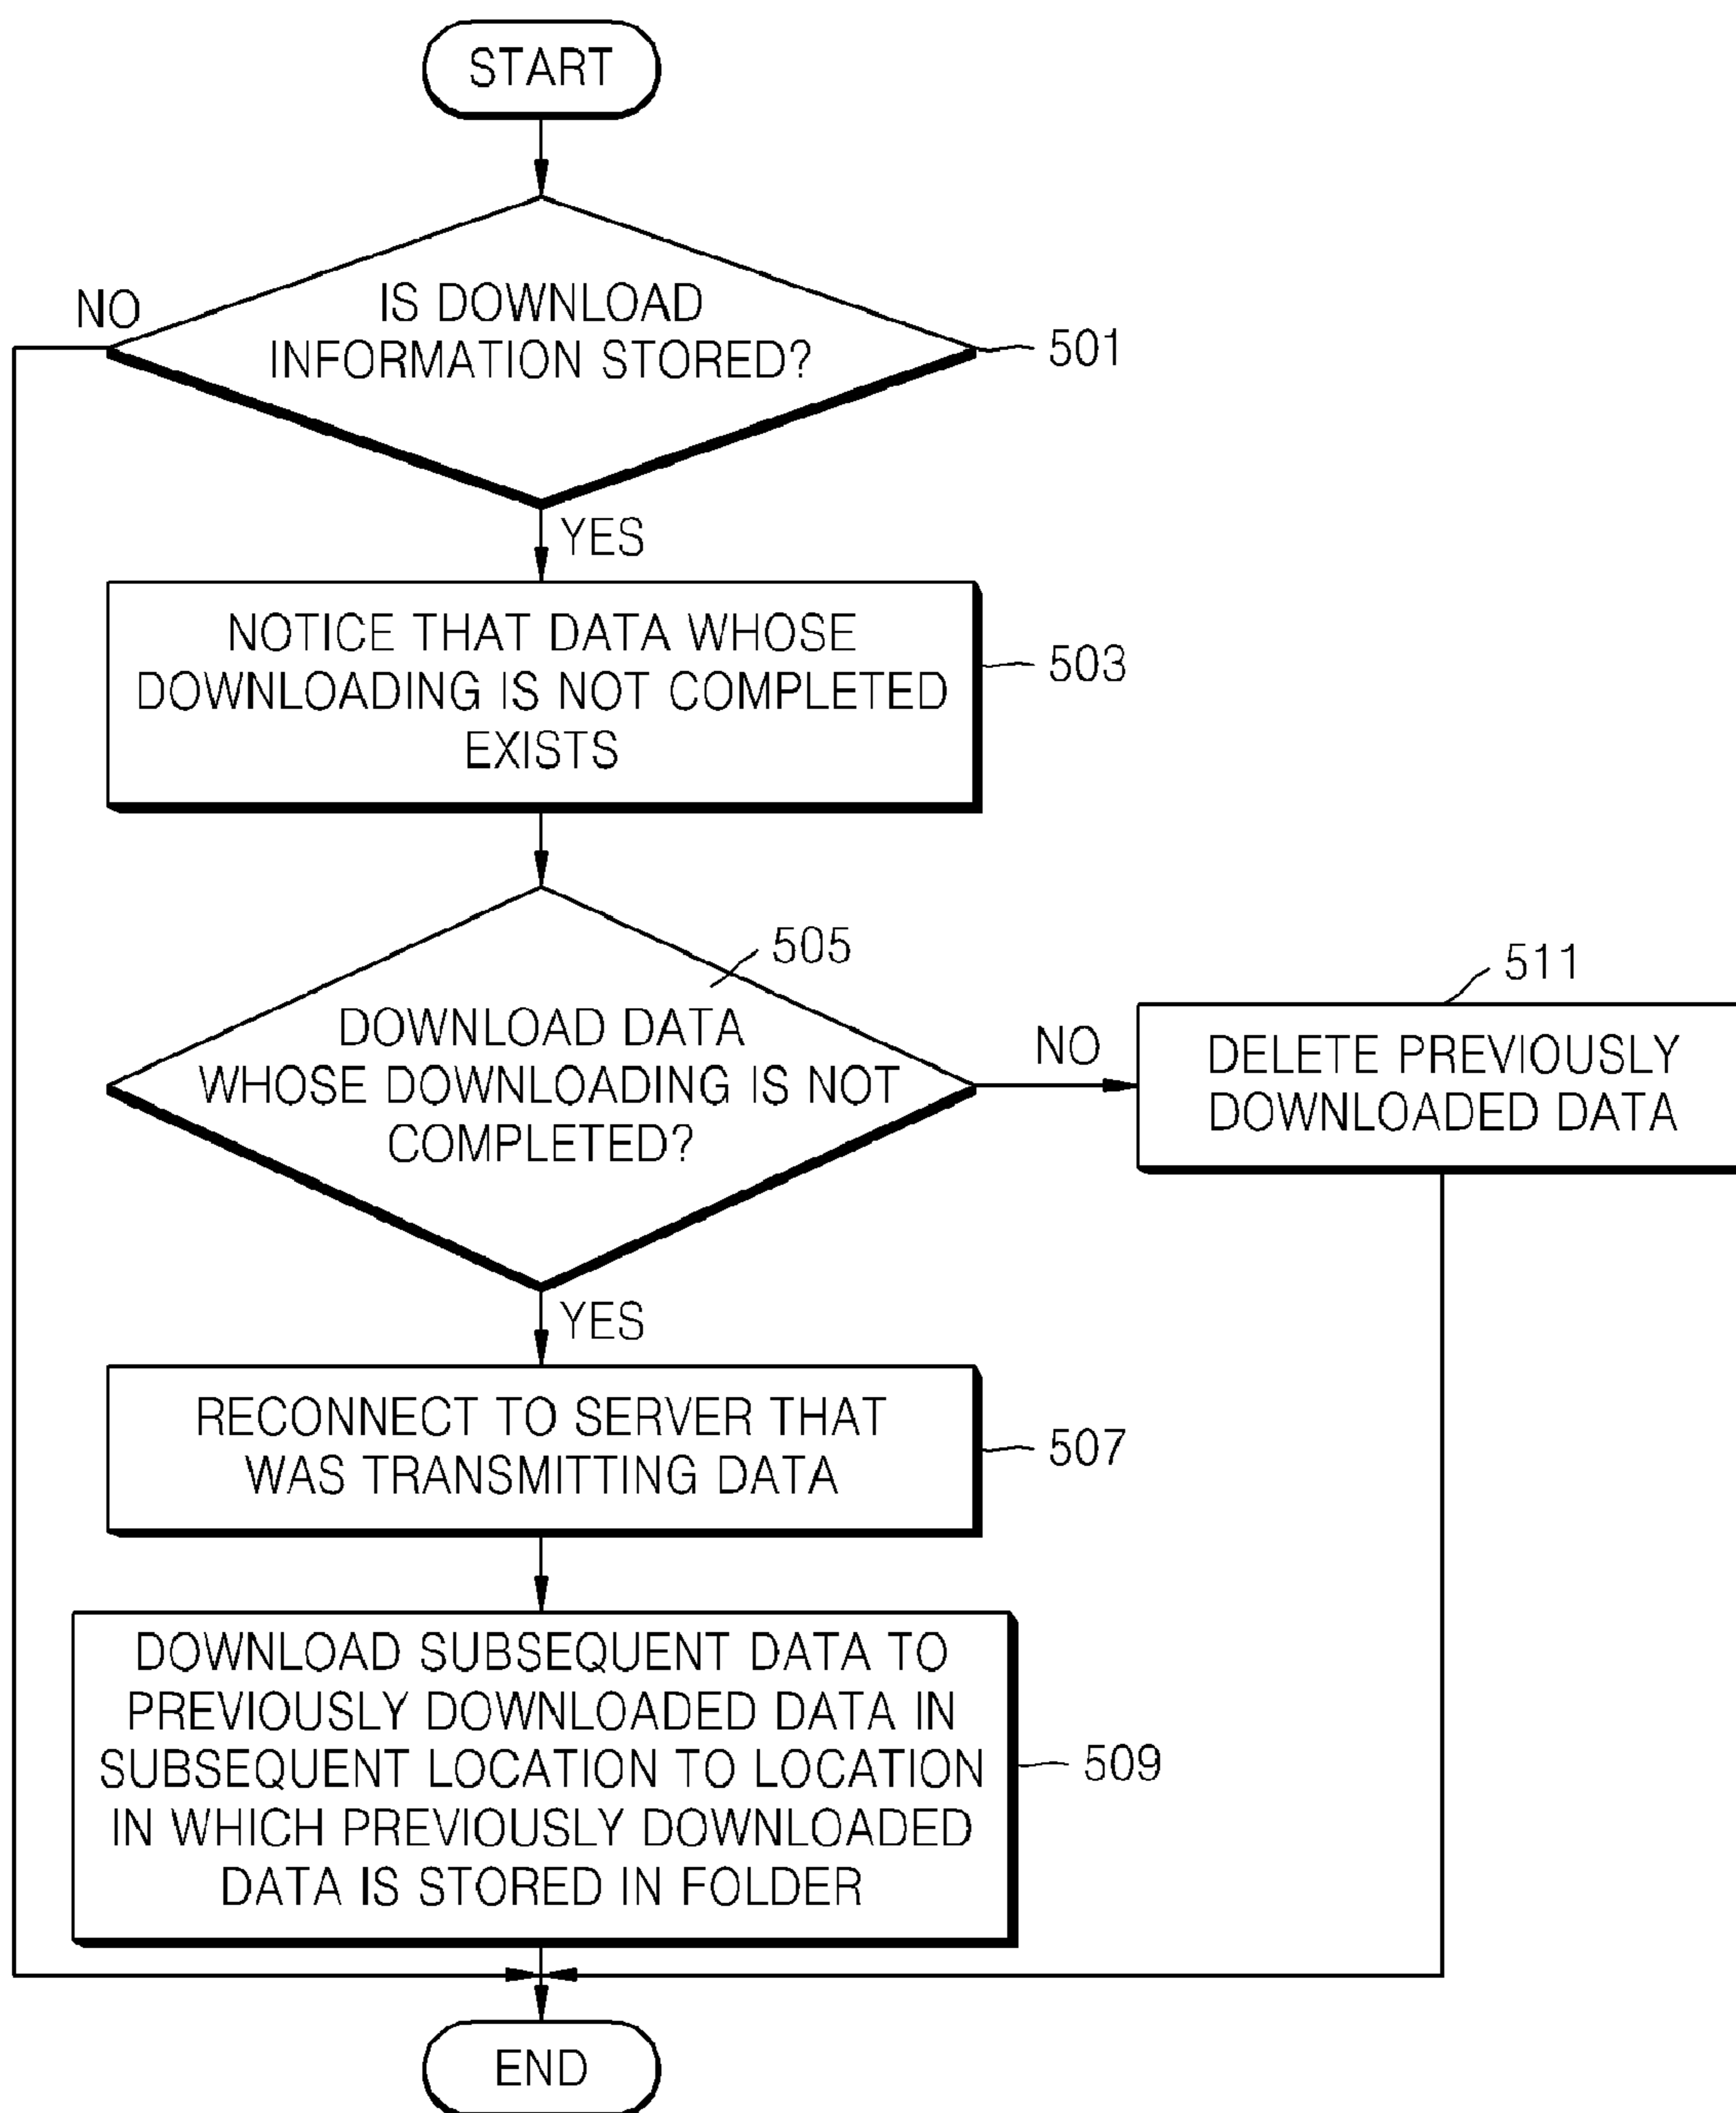 START
NO
IS DOWNLOAD
INFORMATION STORED?
501
YES
NOTICE THAT DATA WHOSE
DOWNLOADING IS NOT COMPLETED
EXISTS
503
505
DOWNLOAD DATA
WHOSE DOWNLOADING IS NOT
COMPLETED?
NO
511
DELETE PREVIOUSLY
DOWNLOADED DATA
YES
RECONNECT TO SERVER THAT
WAS TRANSMITTING DATA
507
DOWNLOAD SUBSEQUENT DATA TO
PREVIOUSLY DOWNLOADED DATA IN
SUBSEQUENT LOCATION TO LOCATION
IN WHICH PREVIOUSLY DOWNLOADED
DATA IS STORED IN FOLDER
509
END